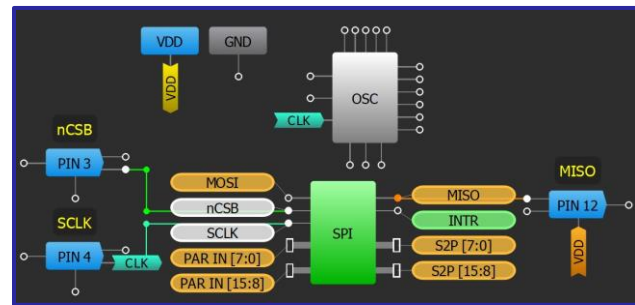 VDD
GND
VDD
OSC
CLK
nCSB
PIN 3
MISO
PIN 12
VDD
MOSI
nCSB
SCLK
PAR IN [7:0]
PAR IN [15:8]
SPI
MISO
INTR
S2P [7:0]
S2P [15:8]
SCLK
PIN 4
CLK